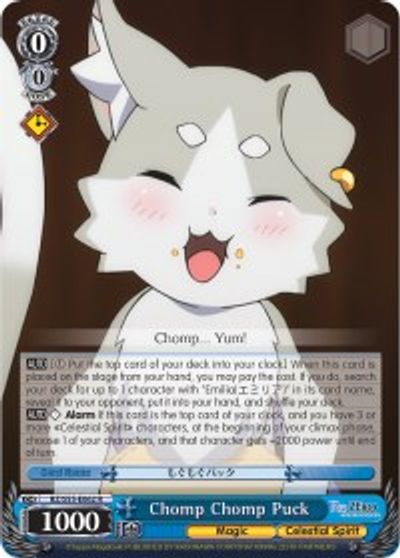 0
0
Chomp... Yum!
AUTO [① Put the top card of your deck into your clock] When this card is
placed on the stage from your hand, you may pay the cost. If you do, search
your deck for up to 1 character with "Emilia/エミリア" in its card name,
reveal it to your opponent, put it into your hand, and shuffle your deck.
AUTO Alarm If this card is the top card of your clock, and you have 3 or
more «Celestial Spirit» characters, at the beginning of your climax phase,
choose 1 of your characters, and that character gets +2000 power until end
of turn.
Card Name もぐもぐパック
1000
Chomp Chomp Puck
Magic Celestial Spirit